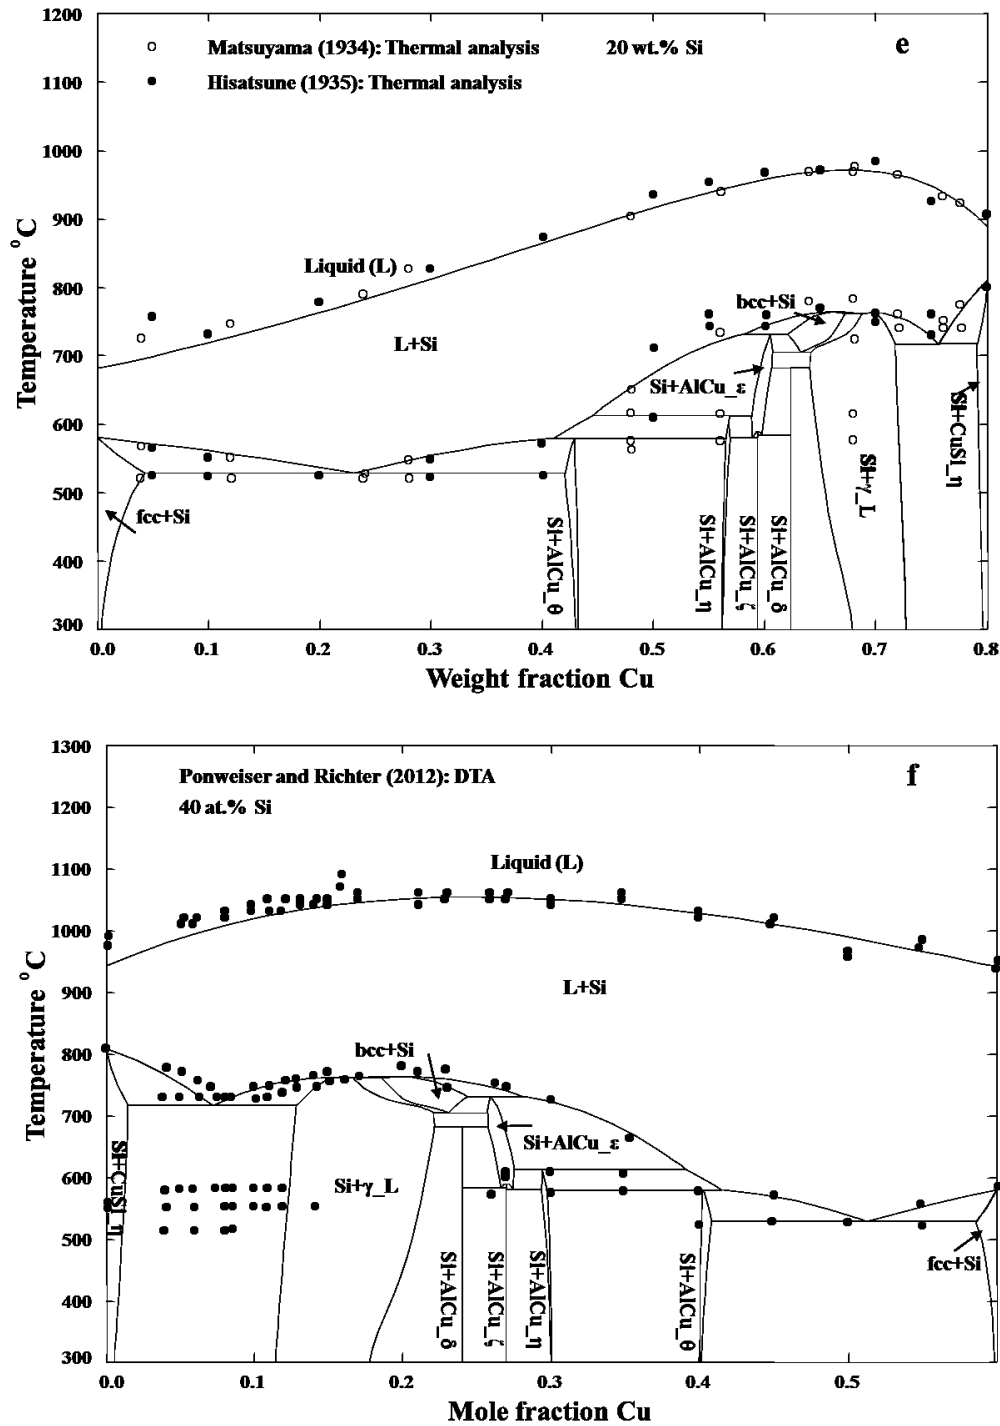 1200
Matsuyama (1934): Thermal analysis 20 wt.% Si e
1100
Hisatsune (1935): Thermal analysis
1000
900
Liquid (L)
800
bcc+Si
L+Si
700
Si+AlCu_ε
600
500
fcc+Si
400
300
Si+AlCu_θ
Si+AlCu_η
Si+AlCu_ζ
Si+AlCu_δ
Si+γ_L
Si+CuSi_η
Temperature °C
0.0 0.1 0.2 0.3 0.4 0.5 0.6 0.7 0.8
Weight fraction Cu
1300
Ponweiser and Richter (2012): DTA f
40 at.% Si
1200
1100
Liquid (L)
1000
L+Si
900
800
bcc+Si
700
Si+AlCu_ε
600
Si+γ_L
500
fcc+Si
400
300
Si+CuSi_η
Si+AlCu_δ
Si+AlCu_ζ
Si+AlCu_η
Si+AlCu_θ
Temperature °C
0.0 0.1 0.2 0.3 0.4 0.5
Mole fraction Cu